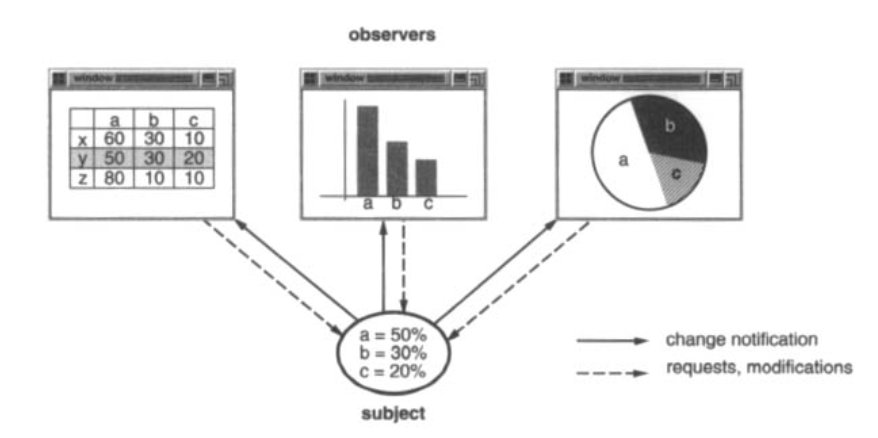 observers
window
window
window
a b c
x 60 30 10
y 50 30 20
z 80 10 10
a b c
a
b
c
a = 50%
b = 30%
c = 20%
subject
change notification
requests, modifications